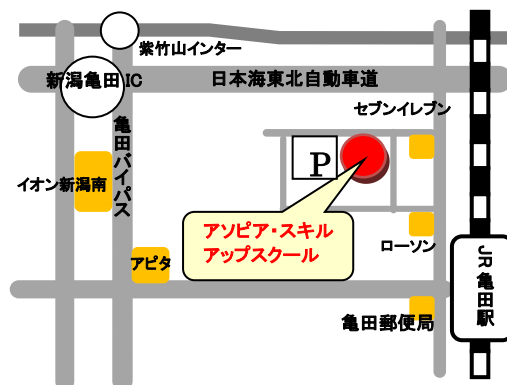 紫竹山インター
新潟亀田IC
日本海東北自動車道
セブンイレブン
亀田バイパス
P
イオン新潟南
アソピア・スキル
アップスクール
ローソン
アピタ
JR亀田駅
亀田郵便局